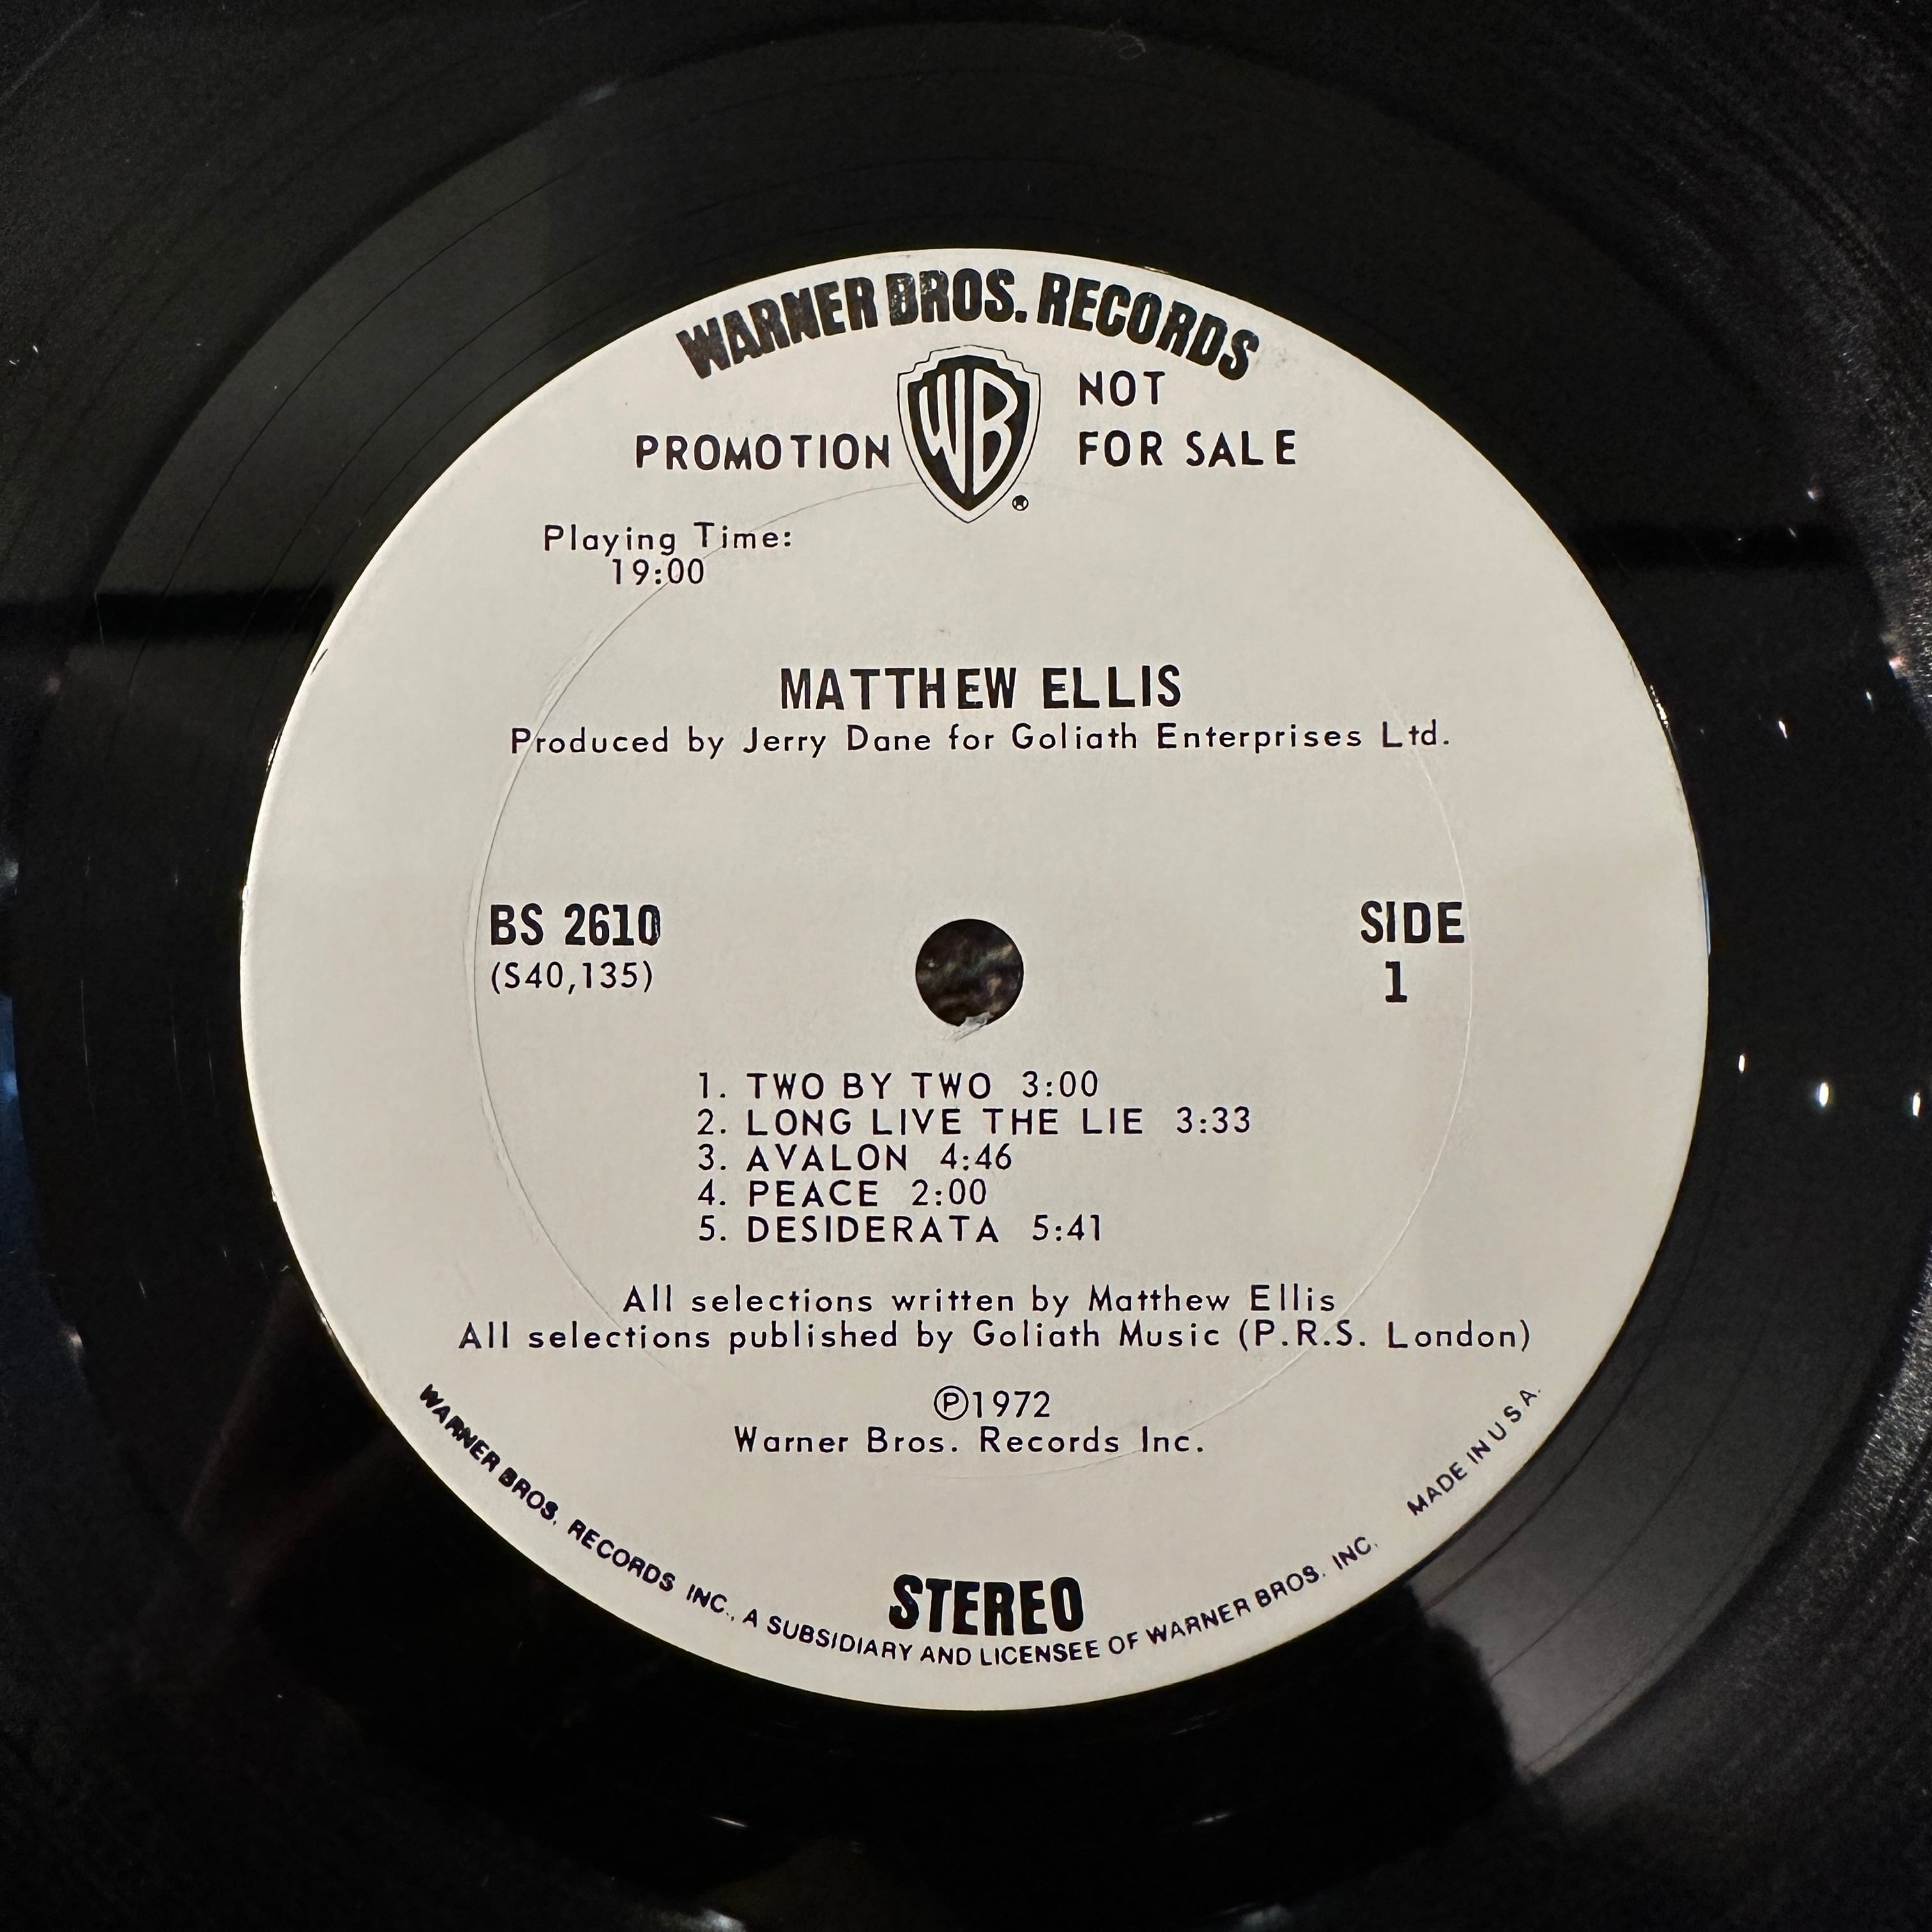 WARNER BROS. RECORDS
WB
®
NOT
PROMOTION FOR SALE
Playing Time:
19:00
MATTHEW ELLIS
Produced by Jerry Dane for Goliath Enterprises Ltd.
BS 2610
(S40,135)
SIDE
1
1. TWO BY TWO 3:00
2. LONG LIVE THE LIE 3:33
3. AVALON 4:46
4. PEACE 2:00
5. DESIDERATA 5:41
All selections written by Matthew Ellis
All selections published by Goliath Music (P.R.S. London)
℗1972
Warner Bros. Records Inc.
STEREO
WARNER BROS. RECORDS INC., A SUBSIDIARY AND LICENSEE OF WARNER BROS. INC. MADE IN U.S.A.